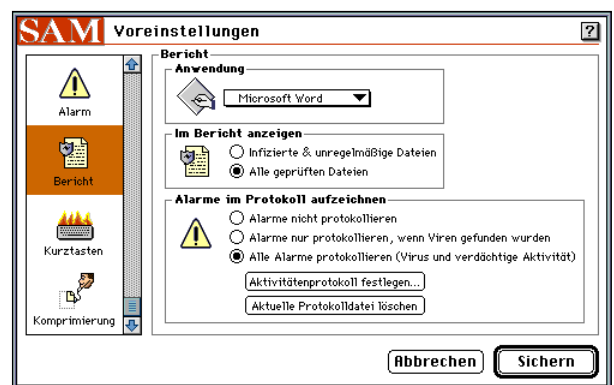 SAM Voreinstellungen ?
Alarm
Bericht
Kurztasten
Komprimierung
Bericht
Anwendung
Microsoft Word
Im Bericht anzeigen
Infizierte & unregelmäßige Dateien
Alle geprüften Dateien
Alarme im Protokoll aufzeichnen
Alarme nicht protokollieren
Alarme nur protokollieren, wenn Viren gefunden wurden
Alle Alarme protokollieren (Virus und verdächtige Aktivität)
Aktivitätenprotokoll festlegen...
Aktuelle Protokolldatei löschen
Abbrechen Sichern